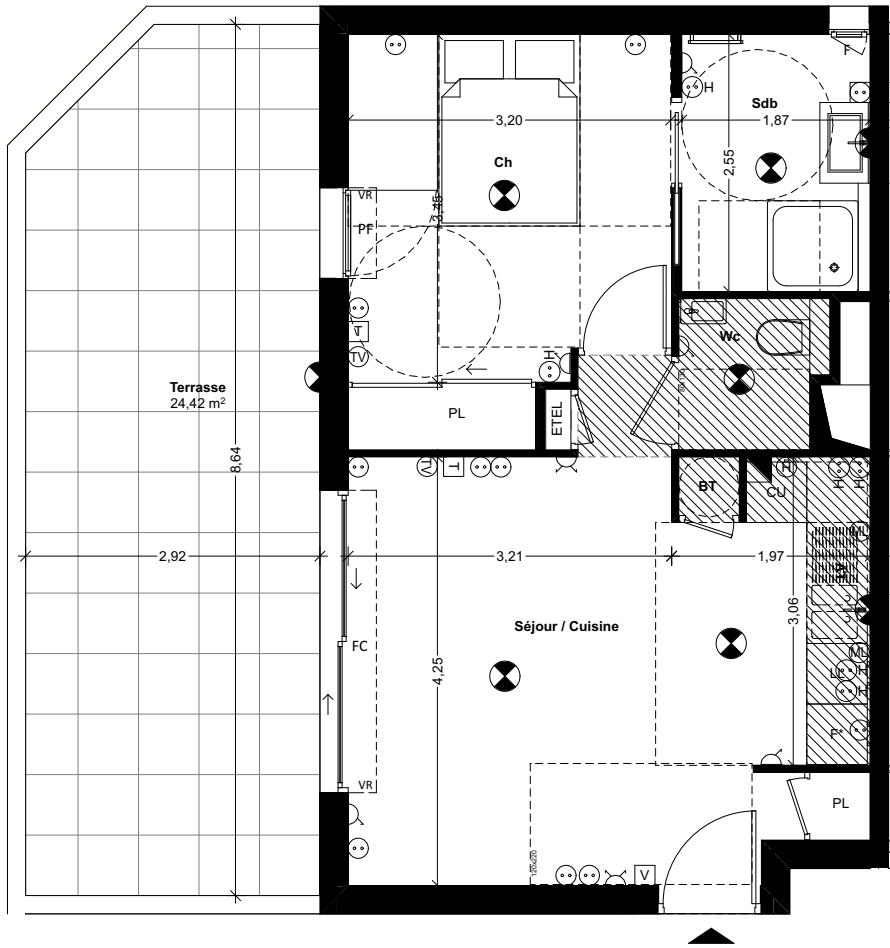 F
H
Sdb
3,20
1,87
Ch
2,55
VR
3,45
PF
T
TV
H
Wc
Terrasse
24,42 m²
PL
ETEL
8,64
TV
T
BT
H
CU
H
H
ML
2,92
3,21
1,97
3,06
Séjour / Cuisine
FC
4,25
ML
LL
H
H
F*
VR
PL
120x220
V